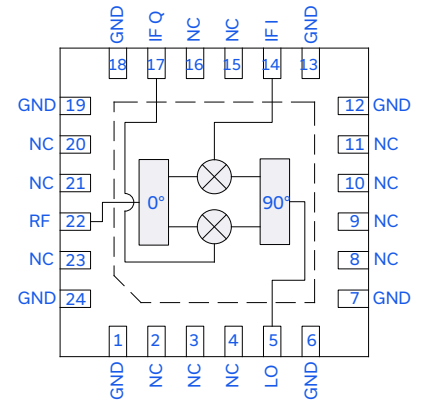 GND
IF Q
NC
NC
IF I
GND
18
17
16
15
14
13
GND 19
12 GND
NC 20
11 NC
NC 21
10 NC
0°
90°
RF 22
9 NC
NC 23
8 NC
GND 24
7 GND
1
2
3
4
5
6
GND
NC
NC
NC
LO
GND